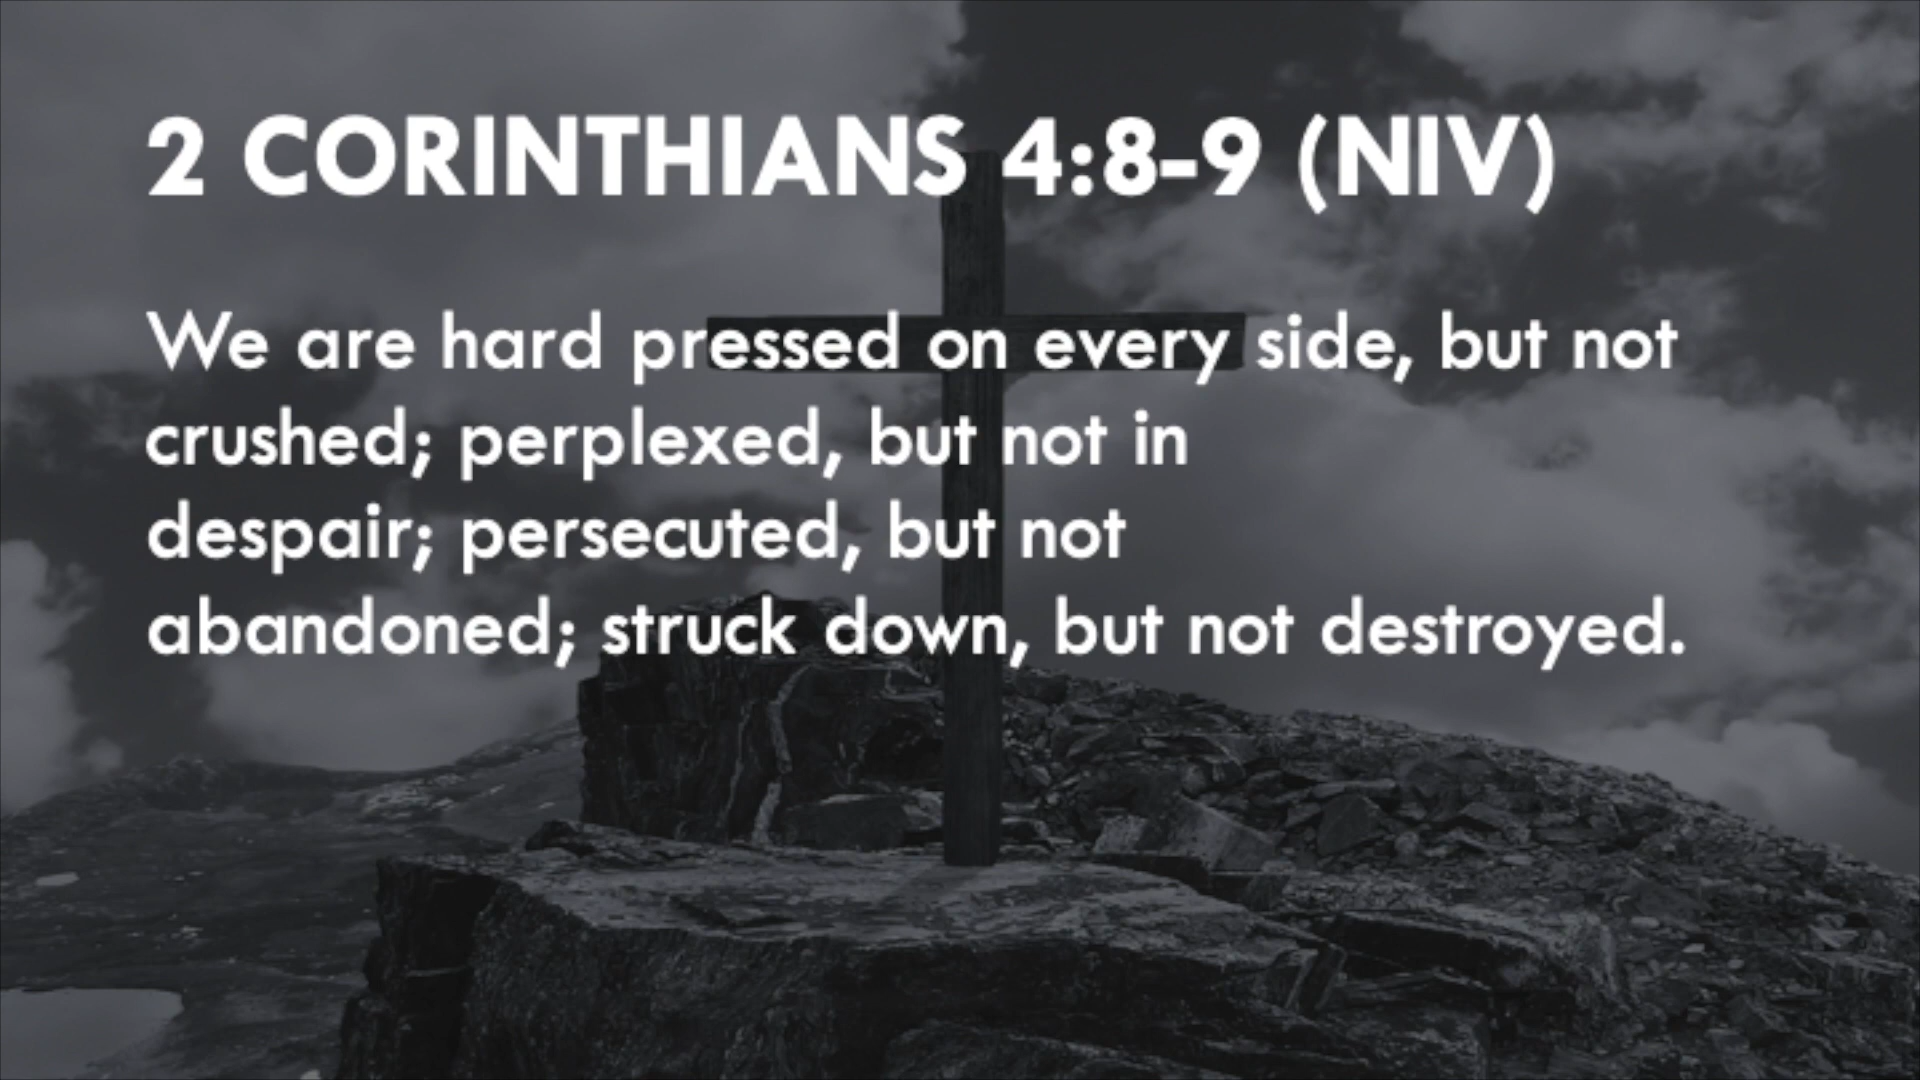 2 CORINTHIANS 4:8-9 (NIV)
We are hard pressed on every side, but not
crushed; perplexed, but not in
despair; persecuted, but not
abandoned; struck down, but not destroyed.